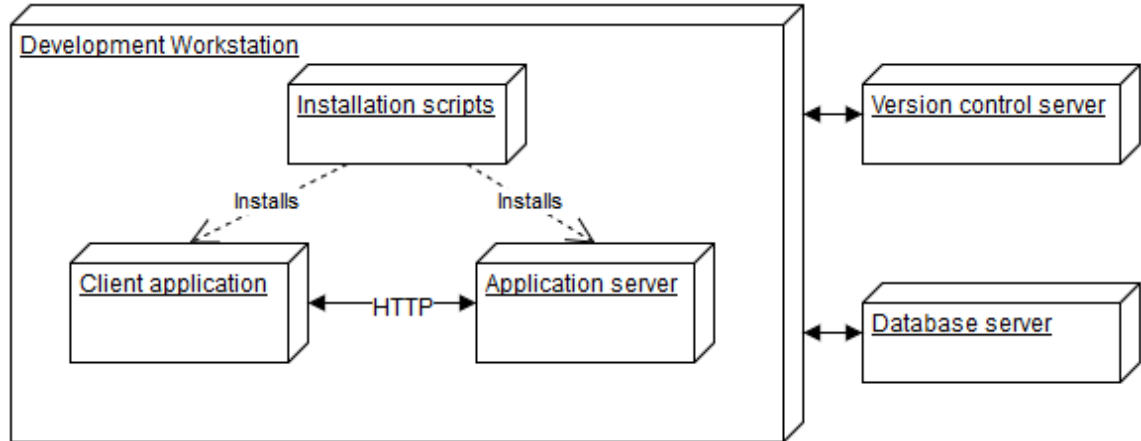 Development Workstation
Installation scripts
Version control server
Installs
Installs
Client application
Application server
HTTP
Database server